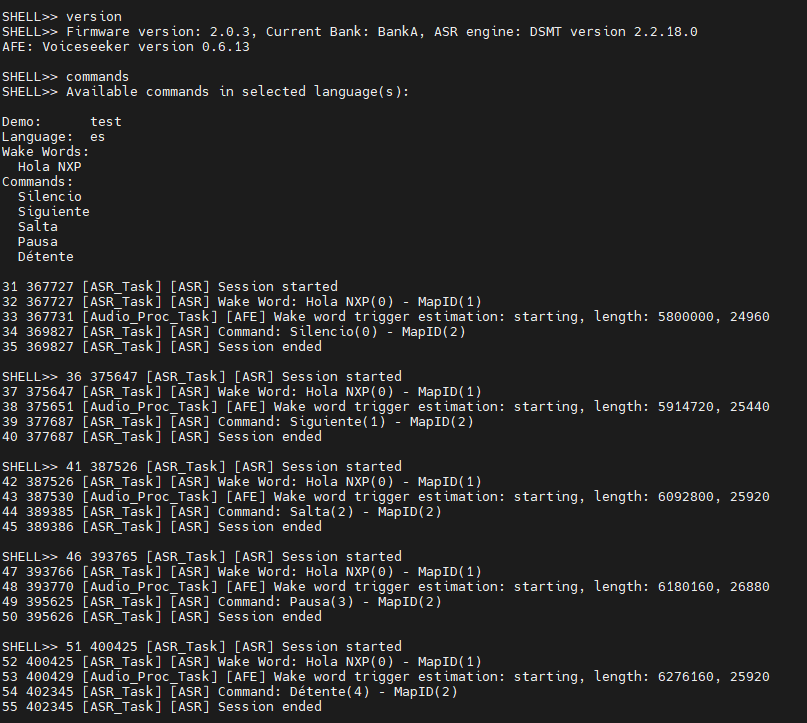 SHELL>> version
SHELL>> Firmware version: 2.0.3, Current Bank: BankA, ASR engine: DSMT version 2.2.18.0
AFE: Voiceseeker version 0.6.13
SHELL>> commands
SHELL>> Available commands in selected language(s):
Demo:      test
Language:  es
Wake Words:
  Hola NXP
Commands:
  Silencio
  Siguiente
  Salta
  Pausa
  Détente
31 367727 [ASR_Task] [ASR] Session started
32 367727 [ASR_Task] [ASR] Wake Word: Hola NXP(0) - MapID(1)
33 367731 [Audio_Proc_Task] [AFE] Wake word trigger estimation: starting, length: 5800000, 24960
34 369827 [ASR_Task] [ASR] Command: Silencio(0) - MapID(2)
35 369827 [ASR_Task] [ASR] Session ended
SHELL>> 36 375647 [ASR_Task] [ASR] Session started
37 375647 [ASR_Task] [ASR] Wake Word: Hola NXP(0) - MapID(1)
38 375651 [Audio_Proc_Task] [AFE] Wake word trigger estimation: starting, length: 5914720, 25440
39 377687 [ASR_Task] [ASR] Command: Siguiente(1) - MapID(2)
40 377687 [ASR_Task] [ASR] Session ended
SHELL>> 41 387526 [ASR_Task] [ASR] Session started
42 387526 [ASR_Task] [ASR] Wake Word: Hola NXP(0) - MapID(1)
43 387530 [Audio_Proc_Task] [AFE] Wake word trigger estimation: starting, length: 6092800, 25920
44 389385 [ASR_Task] [ASR] Command: Salta(2) - MapID(2)
45 389386 [ASR_Task] [ASR] Session ended
SHELL>> 46 393765 [ASR_Task] [ASR] Session started
47 393766 [ASR_Task] [ASR] Wake Word: Hola NXP(0) - MapID(1)
48 393770 [Audio_Proc_Task] [AFE] Wake word trigger estimation: starting, length: 6180160, 26880
49 395625 [ASR_Task] [ASR] Command: Pausa(3) - MapID(2)
50 395626 [ASR_Task] [ASR] Session ended
SHELL>> 51 400425 [ASR_Task] [ASR] Session started
52 400425 [ASR_Task] [ASR] Wake Word: Hola NXP(0) - MapID(1)
53 400429 [Audio_Proc_Task] [AFE] Wake word trigger estimation: starting, length: 6276160, 25920
54 402345 [ASR_Task] [ASR] Command: Détente(4) - MapID(2)
55 402345 [ASR_Task] [ASR] Session ended